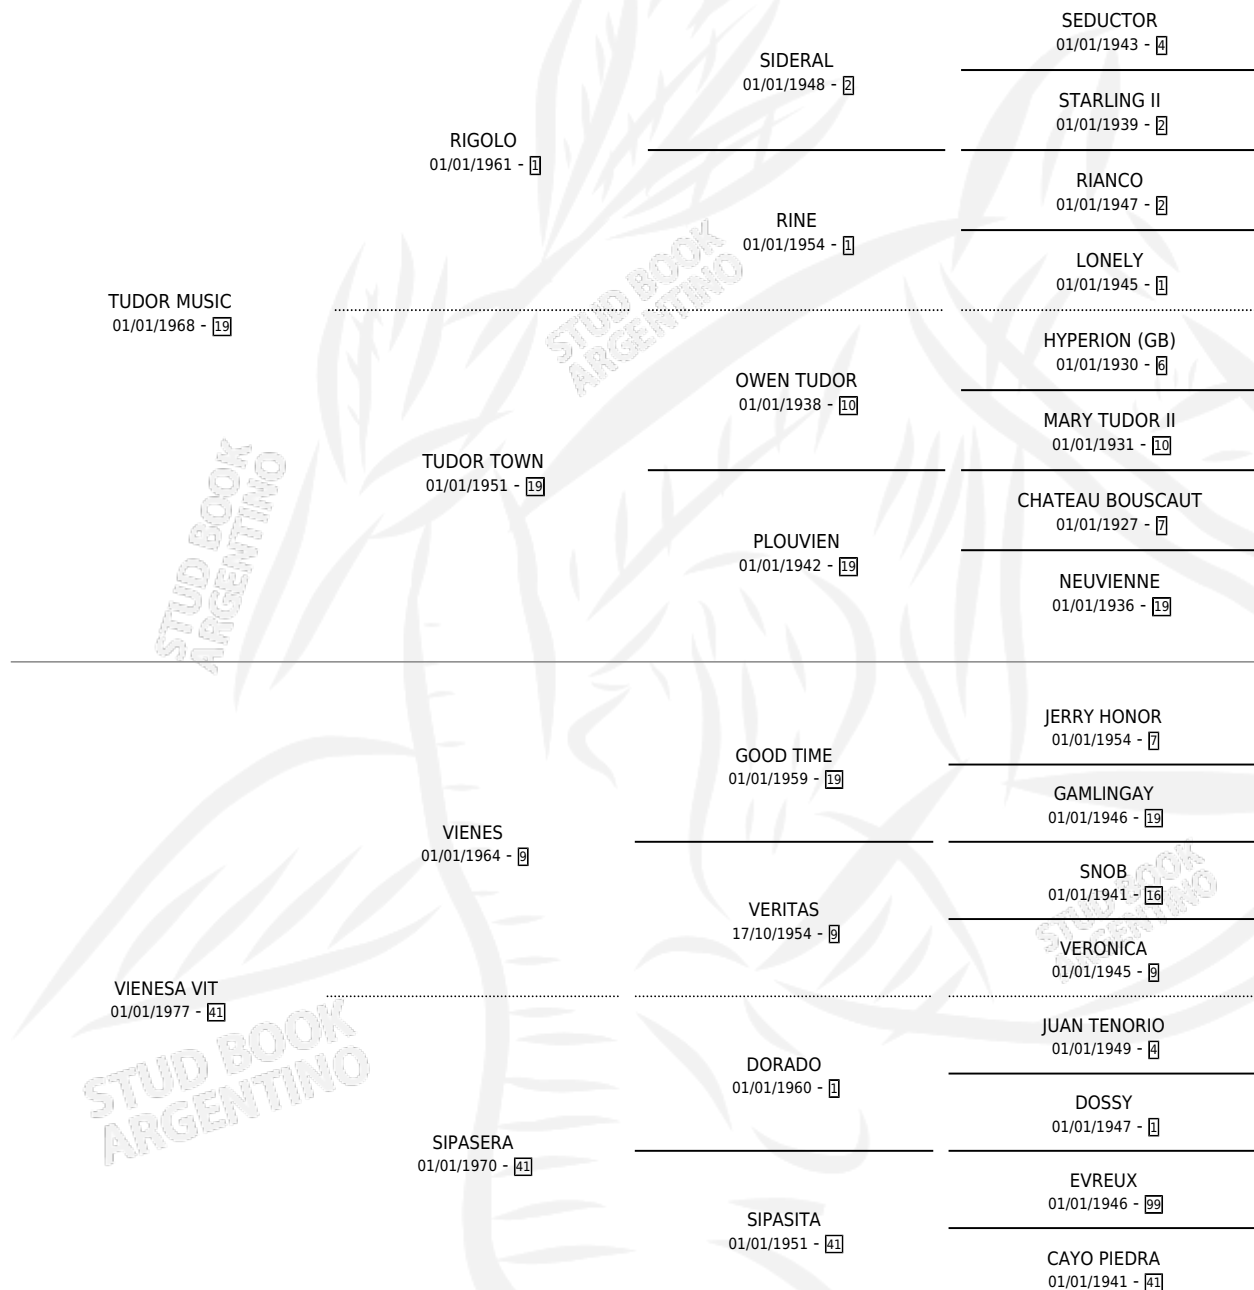 SEDUCTOR
01/01/1943 - 4
SIDERAL
01/01/1948 - 2
STARLING II
01/01/1939 - 2
RIGOLO
01/01/1961 - 1
RIANCO
01/01/1947 - 2
RINE
01/01/1954 - 1
LONELY
01/01/1945 - 1
TUDOR MUSIC
01/01/1968 - 19
HYPERION (GB)
01/01/1930 - 6
OWEN TUDOR
01/01/1938 - 10
MARY TUDOR II
01/01/1931 - 10
TUDOR TOWN
01/01/1951 - 19
CHATEAU BOUSCAUT
01/01/1927 - 7
PLOUVIEN
01/01/1942 - 19
NEUVIENNE
01/01/1936 - 19
JERRY HONOR
01/01/1954 - 7
GOOD TIME
01/01/1959 - 19
GAMLINGAY
01/01/1946 - 19
VIENES
01/01/1964 - 9
SNOB
01/01/1941 - 16
VERITAS
17/10/1954 - 9
VERONICA
01/01/1945 - 9
VIENESA VIT
01/01/1977 - 41
JUAN TENORIO
01/01/1949 - 4
DORADO
01/01/1960 - 1
DOSSY
01/01/1947 - 1
SIPASERA
01/01/1970 - 41
EVREUX
01/01/1946 - 99
SIPASITA
01/01/1951 - 41
CAYO PIEDRA
01/01/1941 - 41
STUD BOOK
ARGENTINO
STUD BOOK
ARGENTINO
STUD BOOK
ARGENTINO
STUD BOOK
ARGENTINO